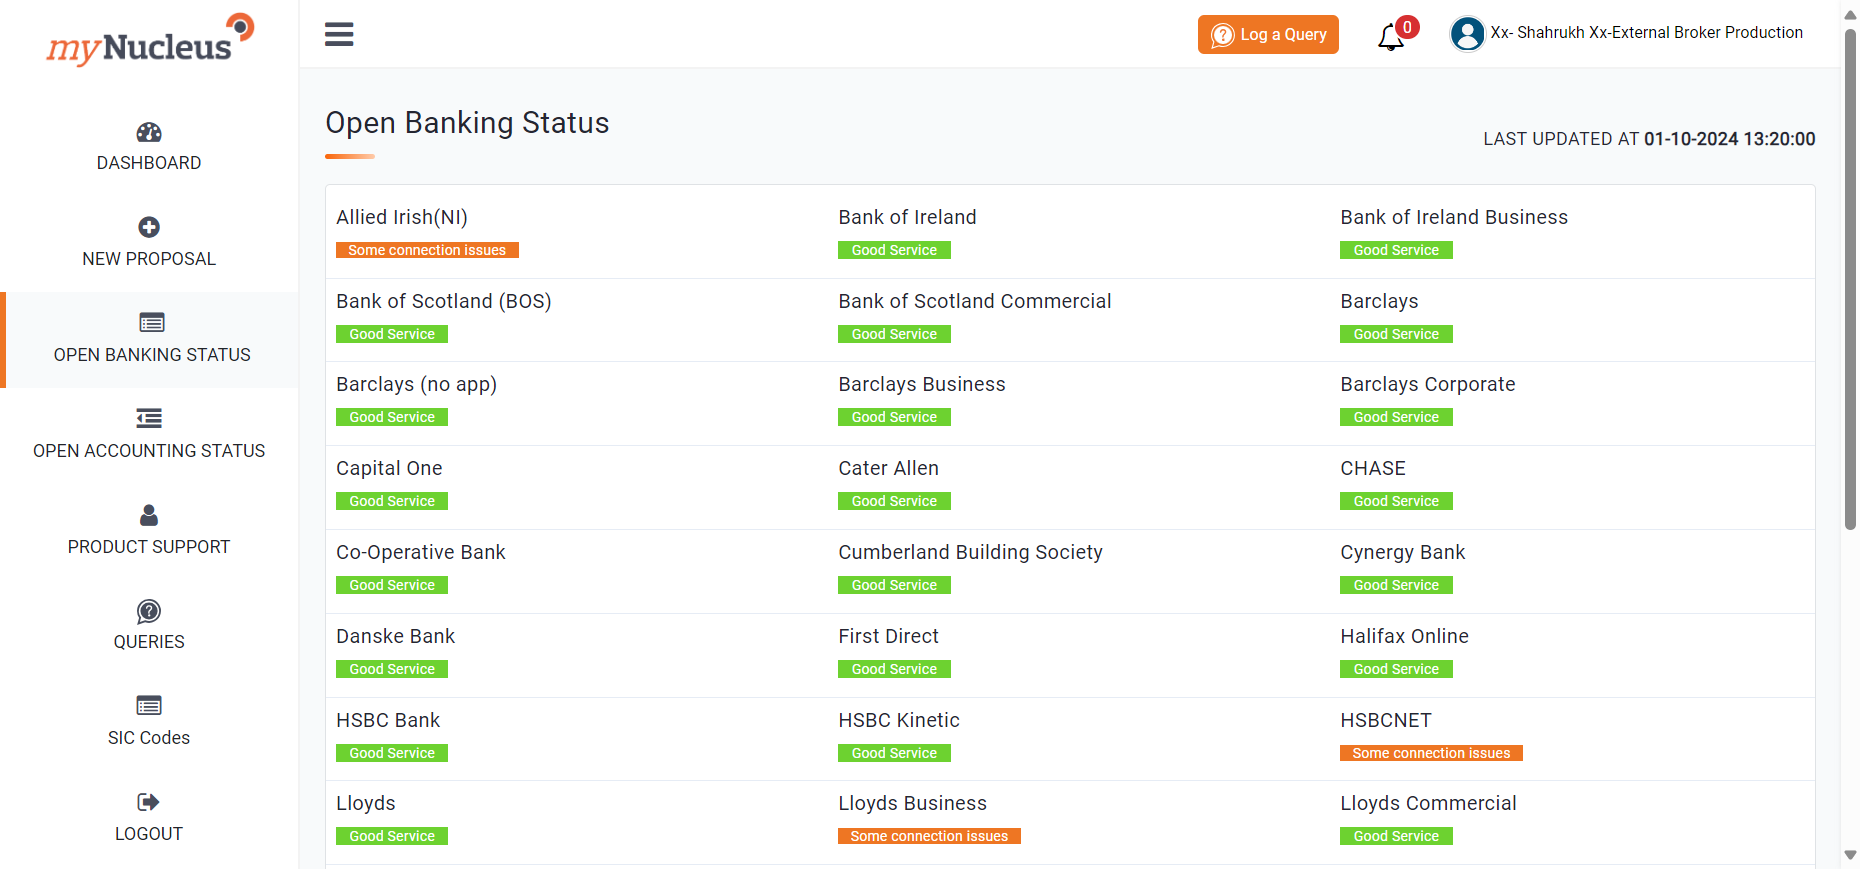 myNucleus
Log a Query
0
Xx- Shahrukh Xx-External Broker Production
DASHBOARD
NEW PROPOSAL
OPEN BANKING STATUS
OPEN ACCOUNTING STATUS
PRODUCT SUPPORT
QUERIES
SIC Codes
LOGOUT
Open Banking Status
LAST UPDATED AT 01-10-2024 13:20:00
Allied Irish(NI)
Some connection issues
Bank of Ireland
Good Service
Bank of Ireland Business
Good Service
Bank of Scotland (BOS)
Good Service
Bank of Scotland Commercial
Good Service
Barclays
Good Service
Barclays (no app)
Good Service
Barclays Business
Good Service
Barclays Corporate
Good Service
Capital One
Good Service
Cater Allen
Good Service
CHASE
Good Service
Co-Operative Bank
Good Service
Cumberland Building Society
Good Service
Cynergy Bank
Good Service
Danske Bank
Good Service
First Direct
Good Service
Halifax Online
Good Service
HSBC Bank
Good Service
HSBC Kinetic
Good Service
HSBCNET
Some connection issues
Lloyds
Good Service
Lloyds Business
Some connection issues
Lloyds Commercial
Good Service